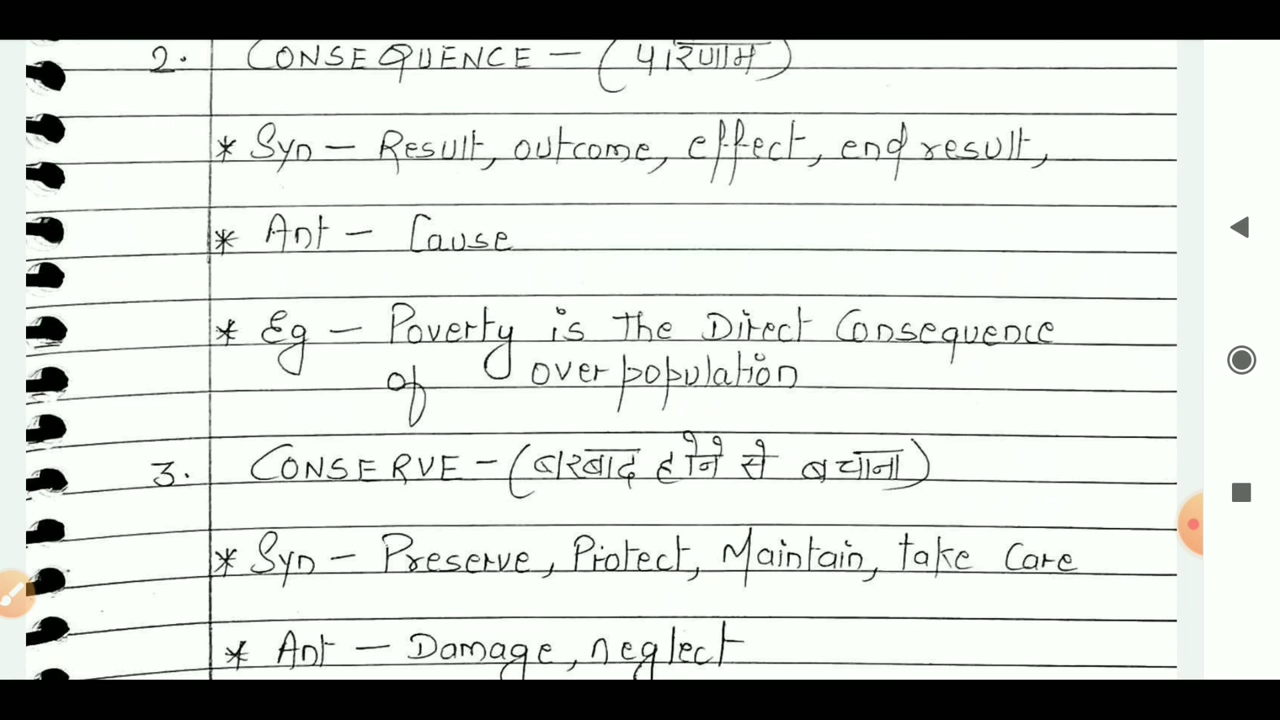 2. CONSEQUENCE - (परिणाम)
* Syn - Result, outcome, effect, end result,
* Ant - Cause
* Eg - Poverty is The Direct Consequence
of over population
3. CONSERVE - (बरबाद होने से बचाना)
* Syn - Preserve, Protect, Maintain, take Care
* Ant - Damage, neglect